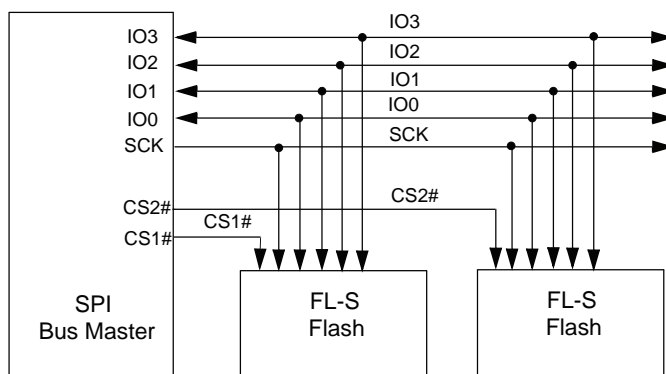 IO3
IO3
IO2
IO2
IO1
IO1
IO0
IO0
SCK
SCK
CS2#
CS2#
CS1#
CS1#
SPI
Bus Master
FL-S
Flash
FL-S
Flash